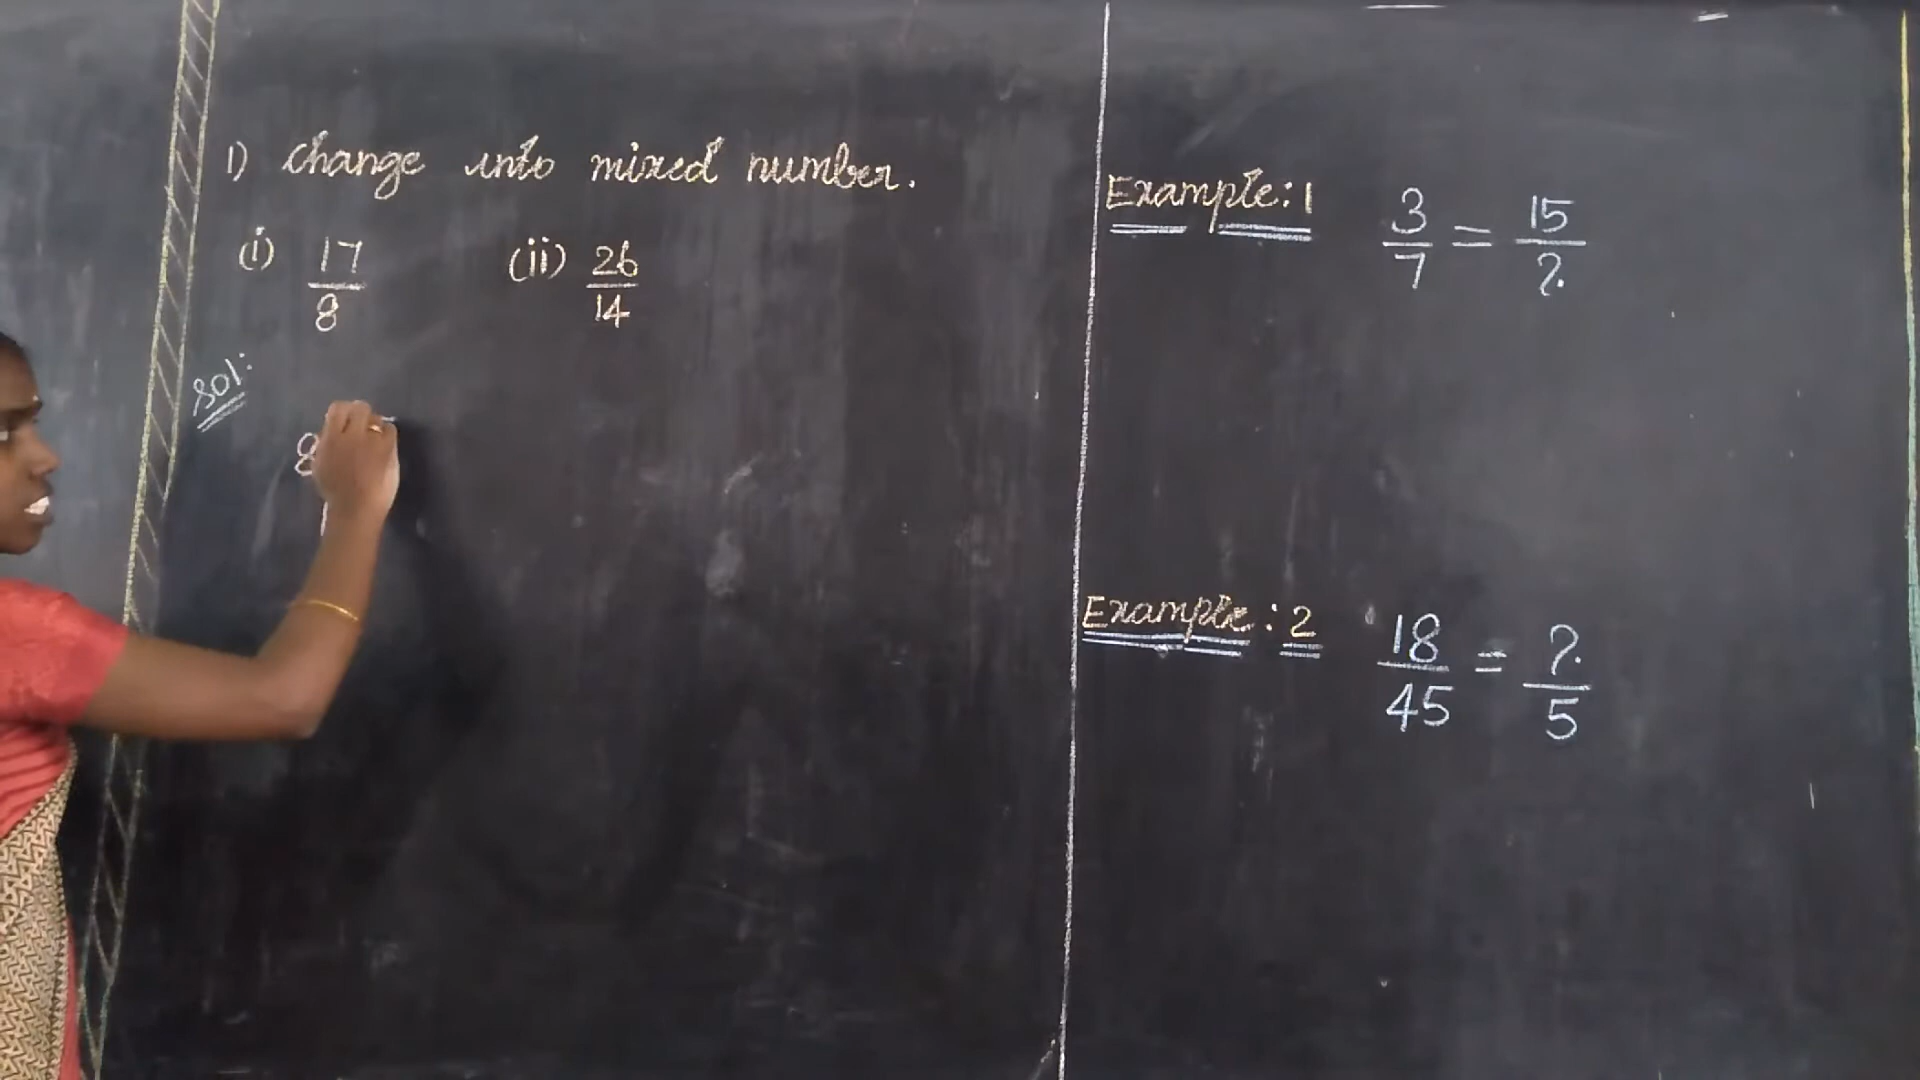 1) change into mixed number.
(i) 17/8 (ii) 26/14
Sol:
8
Example: 1 3/7 = 15/?
Example: 2 18/45 = ?/5